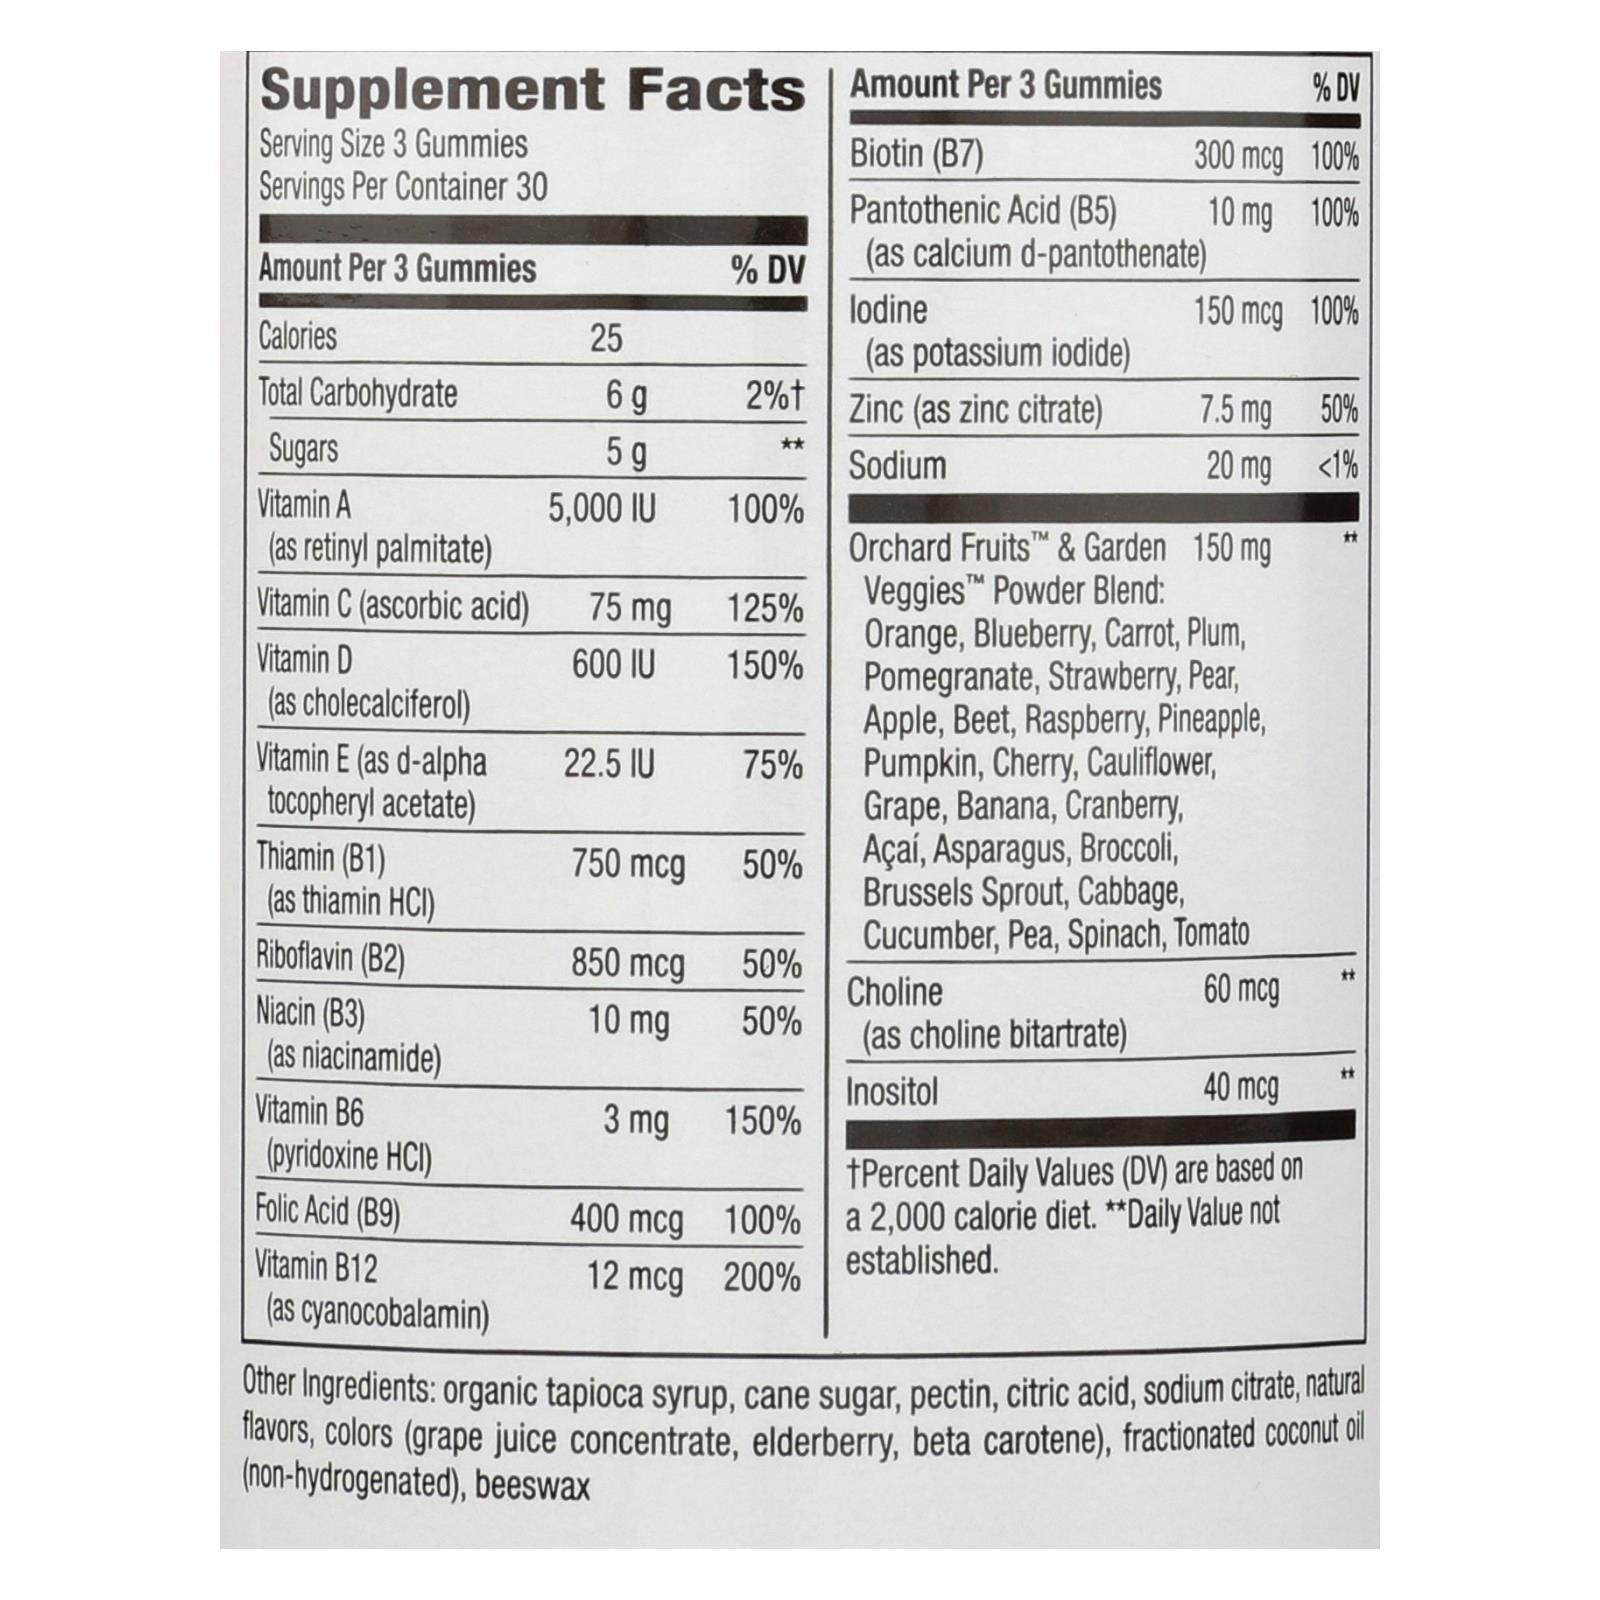 Supplement Facts
Serving Size 3 Gummies
Servings Per Container 30
Amount Per 3 Gummies % DV
Calories 25
Total Carbohydrate 6 g 2%†
Sugars 5 g **
Vitamin A 5,000 IU 100%
(as retinyl palmitate)
Vitamin C (ascorbic acid) 75 mg 125%
Vitamin D 600 IU 150%
(as cholecalciferol)
Vitamin E (as d-alpha 22.5 IU 75%
tocopheryl acetate)
Thiamin (B1) 750 mcg 50%
(as thiamin HCl)
Riboflavin (B2) 850 mcg 50%
Niacin (B3) 10 mg 50%
(as niacinamide)
Vitamin B6 3 mg 150%
(pyridoxine HCl)
Folic Acid (B9) 400 mcg 100%
Vitamin B12 12 mcg 200%
(as cyanocobalamin)
Amount Per 3 Gummies % DV
Biotin (B7) 300 mcg 100%
Pantothenic Acid (B5) 10 mg 100%
(as calcium d-pantothenate)
Iodine 150 mcg 100%
(as potassium iodide)
Zinc (as zinc citrate) 7.5 mg 50%
Sodium 20 mg <1%
Orchard Fruits™ & Garden 150 mg **
Veggies™ Powder Blend:
Orange, Blueberry, Carrot, Plum,
Pomegranate, Strawberry, Pear,
Apple, Beet, Raspberry, Pineapple,
Pumpkin, Cherry, Cauliflower,
Grape, Banana, Cranberry,
Açaí, Asparagus, Broccoli,
Brussels Sprout, Cabbage,
Cucumber, Pea, Spinach, Tomato
Choline 60 mcg **
(as choline bitartrate)
Inositol 40 mcg **
†Percent Daily Values (DV) are based on
a 2,000 calorie diet. **Daily Value not
established.
Other Ingredients: organic tapioca syrup, cane sugar, pectin, citric acid, sodium citrate, natural
flavors, colors (grape juice concentrate, elderberry, beta carotene), fractionated coconut oil
(non-hydrogenated), beeswax